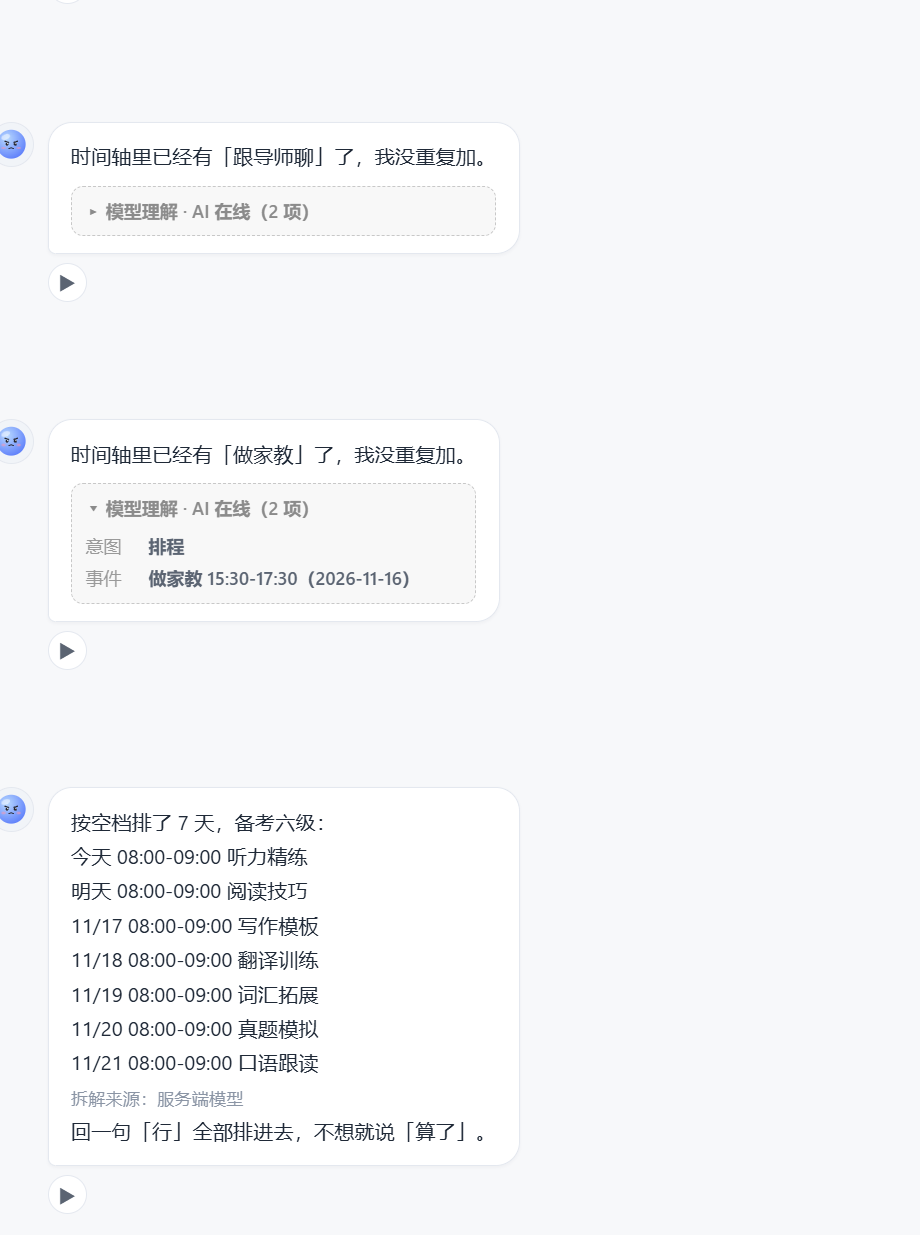 时间轴里已经有「跟导师聊」了，我没重复加。
▸ 模型理解 · AI 在线（2 项）
时间轴里已经有「做家教」了，我没重复加。
▾ 模型理解 · AI 在线（2 项）
意图 排程
事件 做家教 15:30-17:30（2026-11-16）
按空档排了 7 天，备考六级：
今天 08:00-09:00 听力精练
明天 08:00-09:00 阅读技巧
11/17 08:00-09:00 写作模板
11/18 08:00-09:00 翻译训练
11/19 08:00-09:00 词汇拓展
11/20 08:00-09:00 真题模拟
11/21 08:00-09:00 口语跟读
拆解来源：服务端模型
回一句「行」全部排进去，不想就说「算了」。